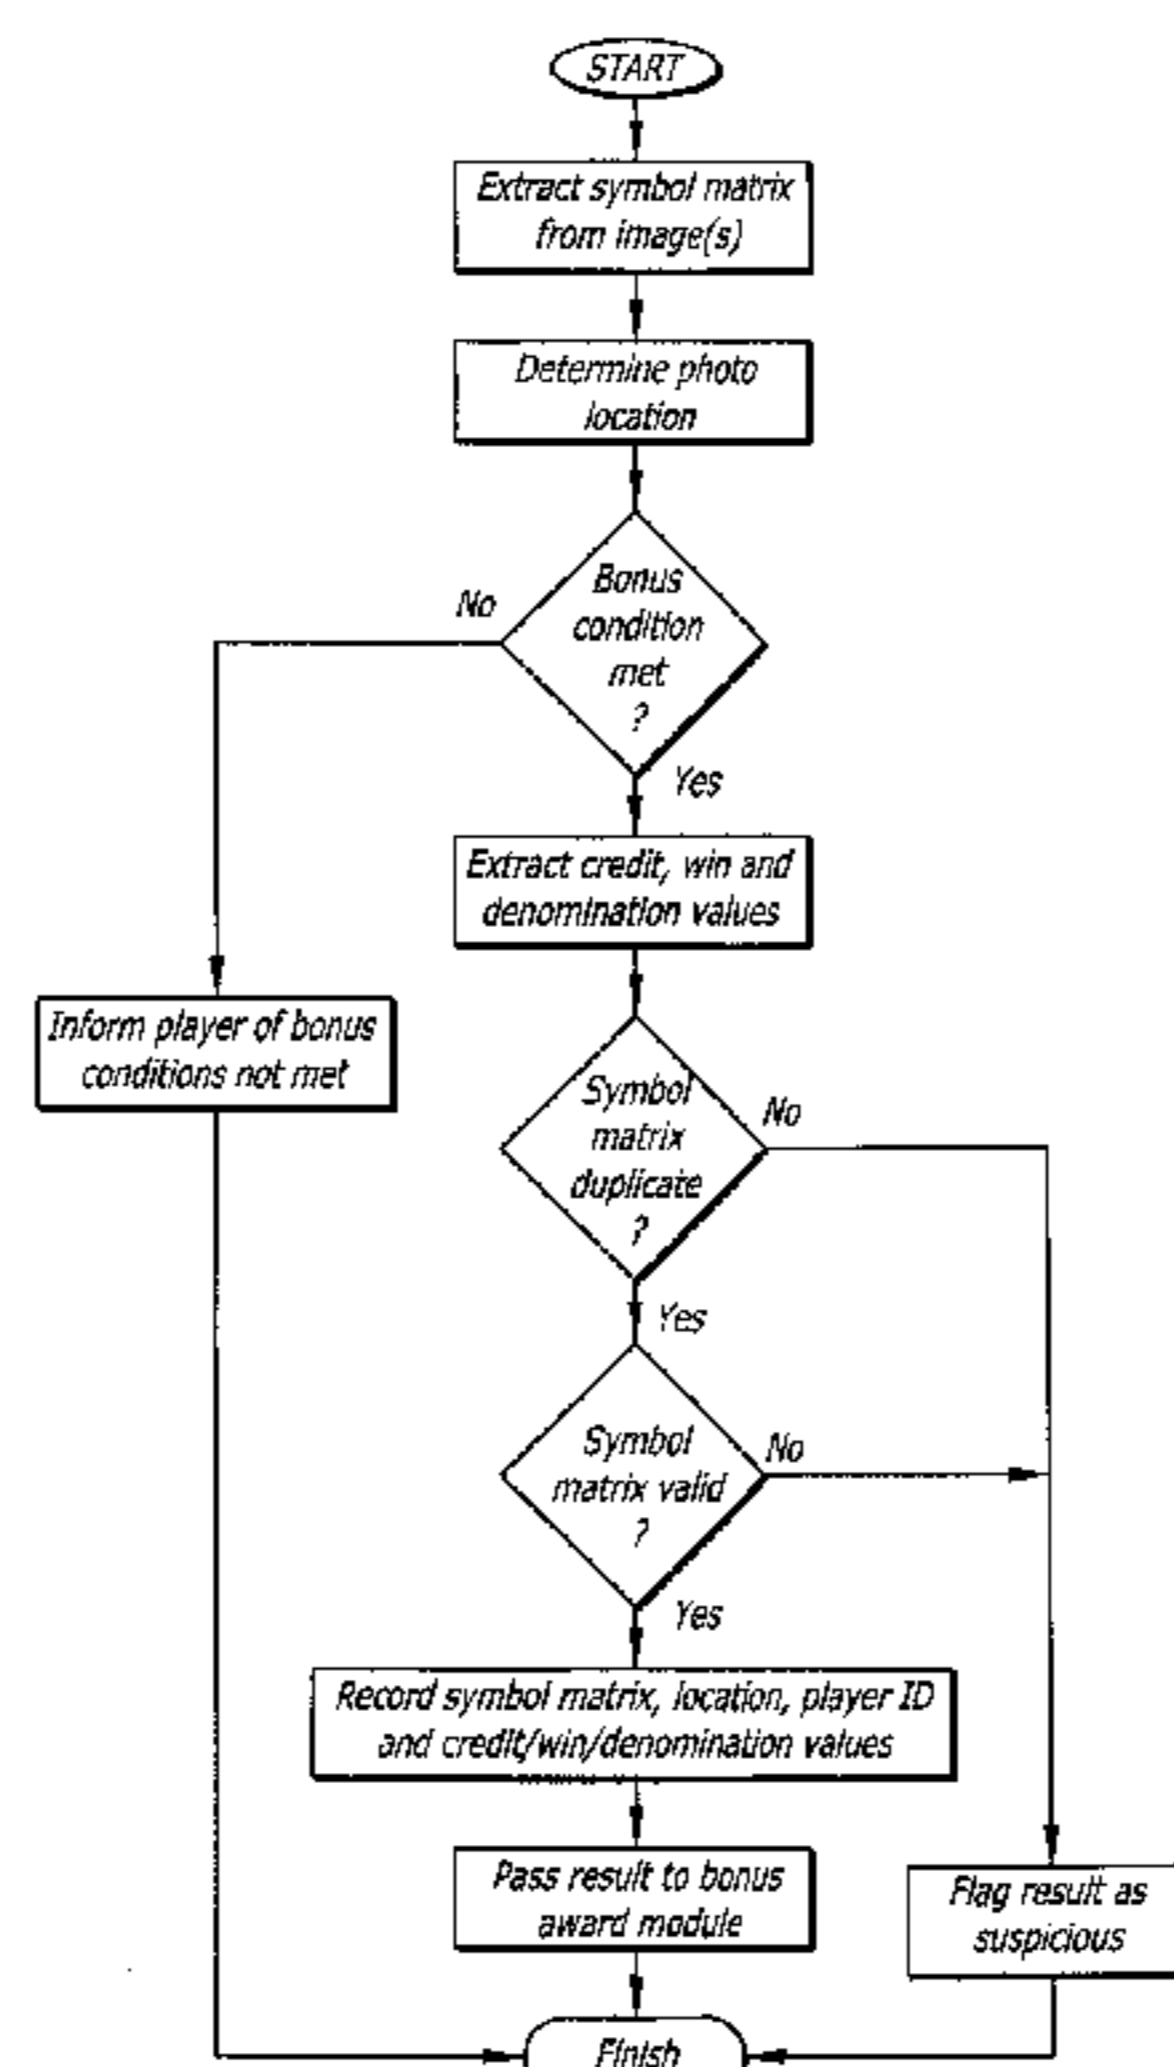 START
Extract symbol matrix
from image(s)
Determine photo
location
Bonus
condition
met
?
No
Yes
Extract credit, win and
denomination values
Inform player of bonus
conditions not met
Symbol
matrix
duplicate
?
No
Yes
Symbol
matrix valid
?
No
Yes
Record symbol matrix, location, player ID
and credit/win/denomination values
Pass result to bonus
award module
Flag result as
suspicious
Finish